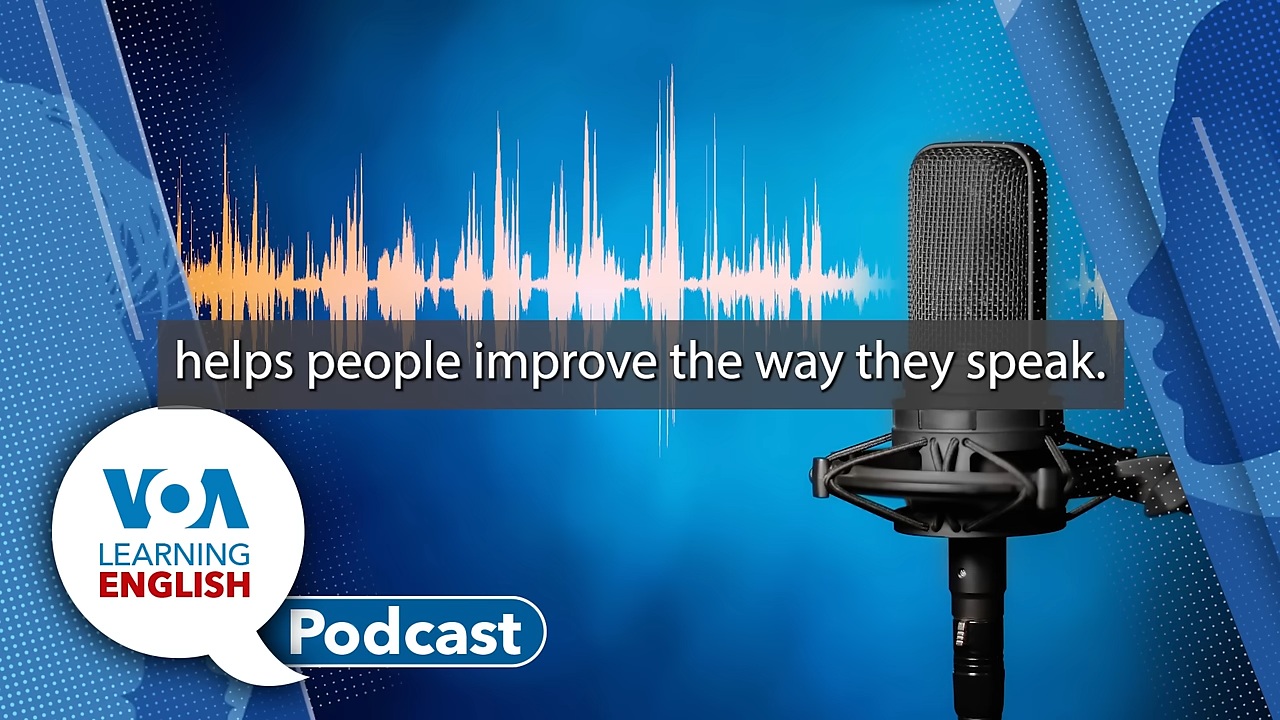 helps people improve the way they speak.
VOA
LEARNING
ENGLISH
Podcast